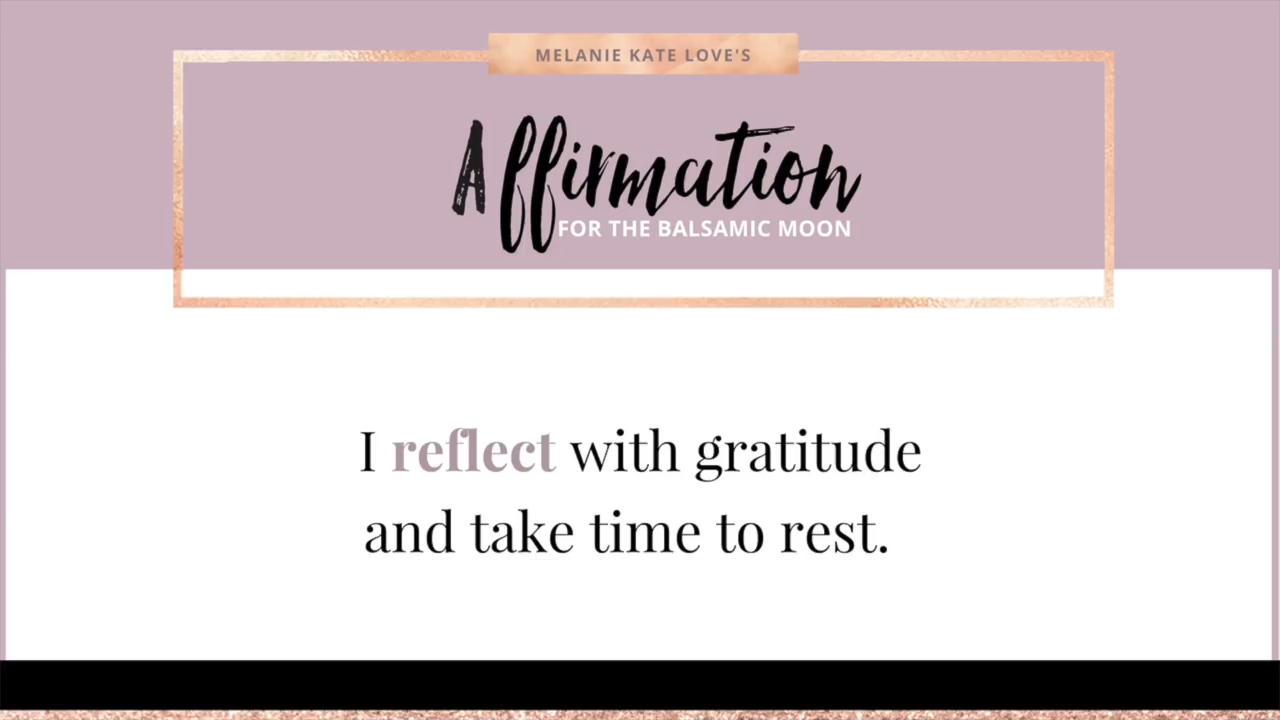 MELANIE KATE LOVE'S
Affirmation
FOR THE BALSAMIC MOON
I reflect with gratitude
and take time to rest.